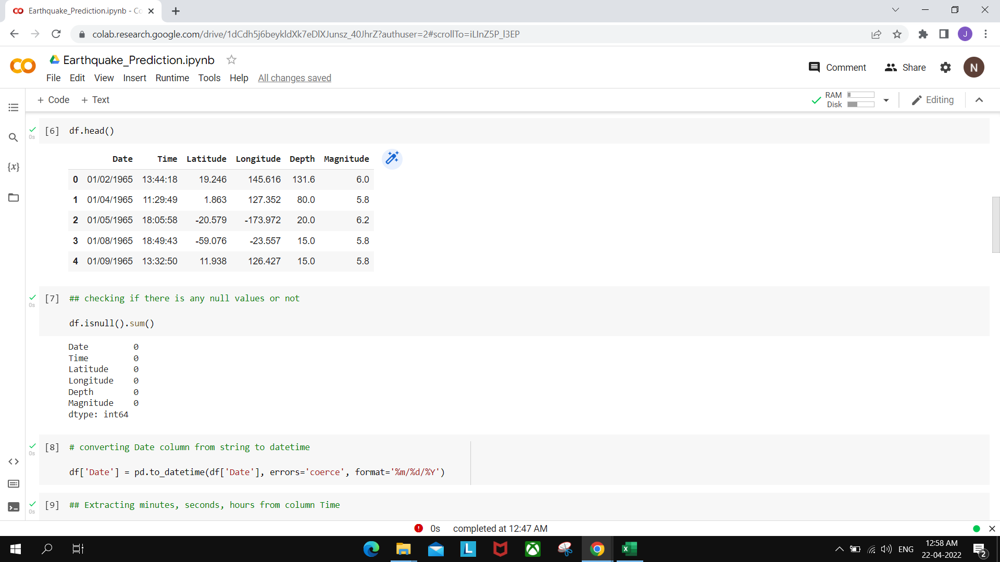 Earthquake_Prediction.ipynb - Co
colab.research.google.com/drive/1dCdh5j6beykldXk7eDlXJunsz_40JhrZ?authuser=2#scrollTo=iLInZ5P_l3EP
J
Earthquake_Prediction.ipynb
File Edit View Insert Runtime Tools Help All changes saved
Comment Share N
+ Code + Text
RAM
Disk
Editing
[6] df.head()
0s
Date Time Latitude Longitude Depth Magnitude
0 01/02/1965 13:44:18 19.246 145.616 131.6 6.0
1 01/04/1965 11:29:49 1.863 127.352 80.0 5.8
2 01/05/1965 18:05:58 -20.579 -173.972 20.0 6.2
3 01/08/1965 18:49:43 -59.076 -23.557 15.0 5.8
4 01/09/1965 13:32:50 11.938 126.427 15.0 5.8
{x}
[7] ## checking if there is any null values or not
0s
df.isnull().sum()
Date 0
Time 0
Latitude 0
Longitude 0
Depth 0
Magnitude 0
dtype: int64
[8] # converting Date column from string to datetime
0s
df['Date'] = pd.to_datetime(df['Date'], errors='coerce', format='%m/%d/%Y')
[9] ## Extracting minutes, seconds, hours from column Time
0s
0s completed at 12:47 AM
L
ENG
12:58 AM
22-04-2022
2